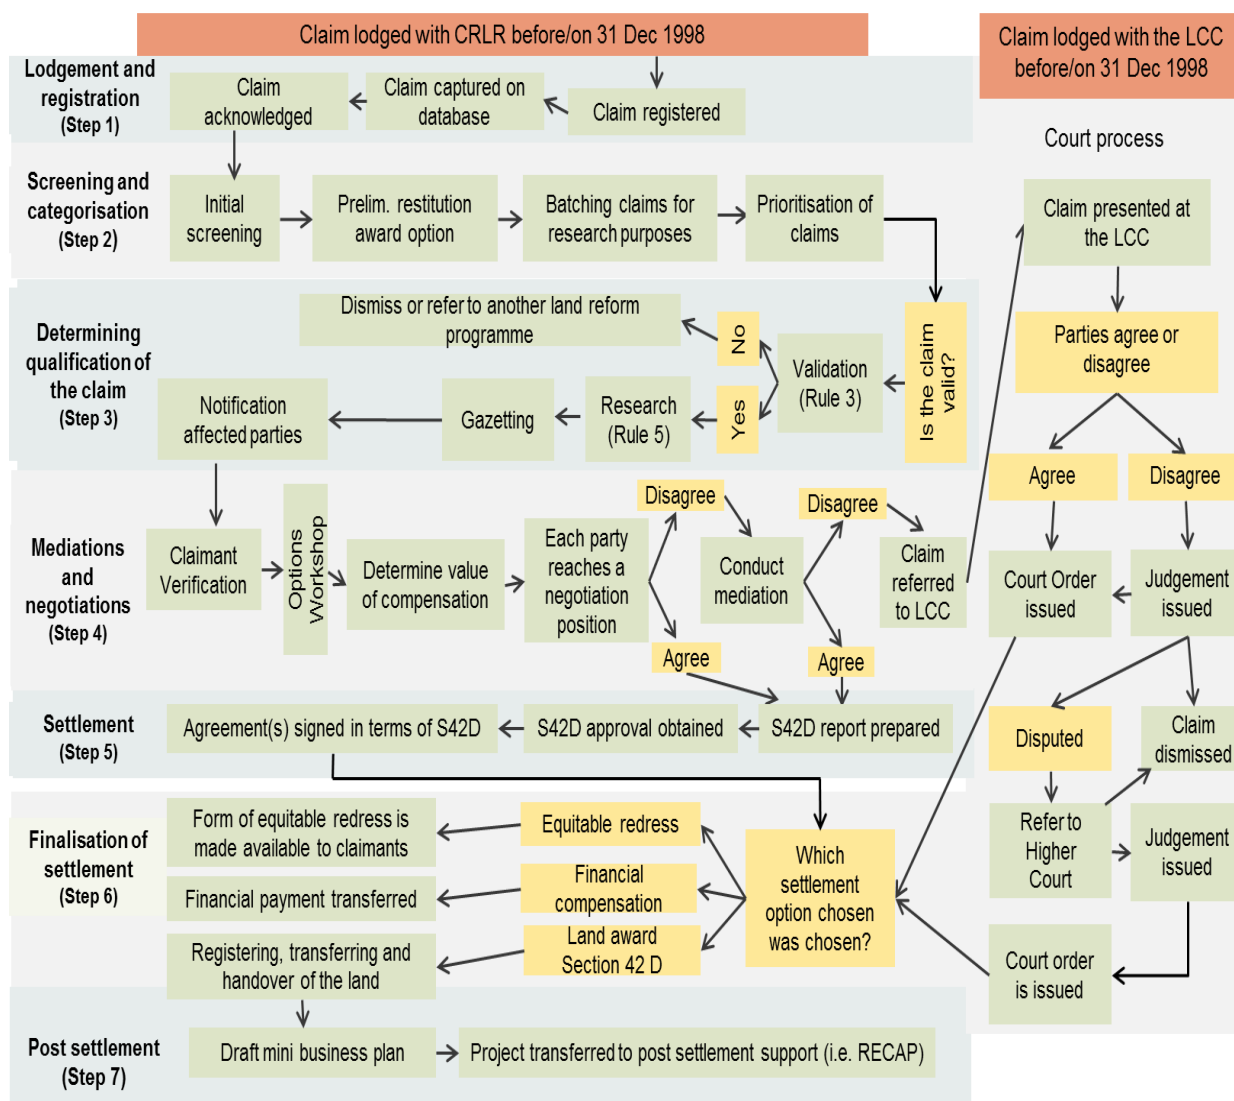 Claim lodged with CRLR before/on 31 Dec 1998
Claim lodged with the LCC
before/on 31 Dec 1998
Lodgement and
registration
(Step 1)
Claim
acknowledged
Claim captured on
database
Claim registered
Court process
Screening and
categorisation
(Step 2)
Initial
screening
Prelim. restitution
award option
Batching claims for
research purposes
Prioritisation of
claims
Claim presented at
the LCC
Determining
qualification of
the claim
(Step 3)
Dismiss or refer to another land reform
programme
No
Yes
Validation
(Rule 3)
Is the claim
valid?
Notification
affected parties
Gazetting
Research
(Rule 5)
Parties agree or
disagree
Agree
Disagree
Mediations
and
negotiations
(Step 4)
Claimant
Verification
Options
Workshop
Determine value
of compensation
Each party
reaches a
negotiation
position
Disagree
Agree
Conduct
mediation
Disagree
Agree
Claim
referred
to LCC
Court Order
issued
Judgement
issued
Settlement
(Step 5)
Agreement(s) signed in terms of S42D
S42D approval obtained
S42D report prepared
Disputed
Claim
dismissed
Finalisation of
settlement
(Step 6)
Form of equitable redress is
made available to claimants
Equitable redress
Financial payment transferred
Financial
compensation
Registering, transferring and
handover of the land
Land award
Section 42 D
Which
settlement
option chosen
was chosen?
Refer to
Higher
Court
Judgement
issued
Court order
is issued
Post settlement
(Step 7)
Draft mini business plan
Project transferred to post settlement support (i.e. RECAP)